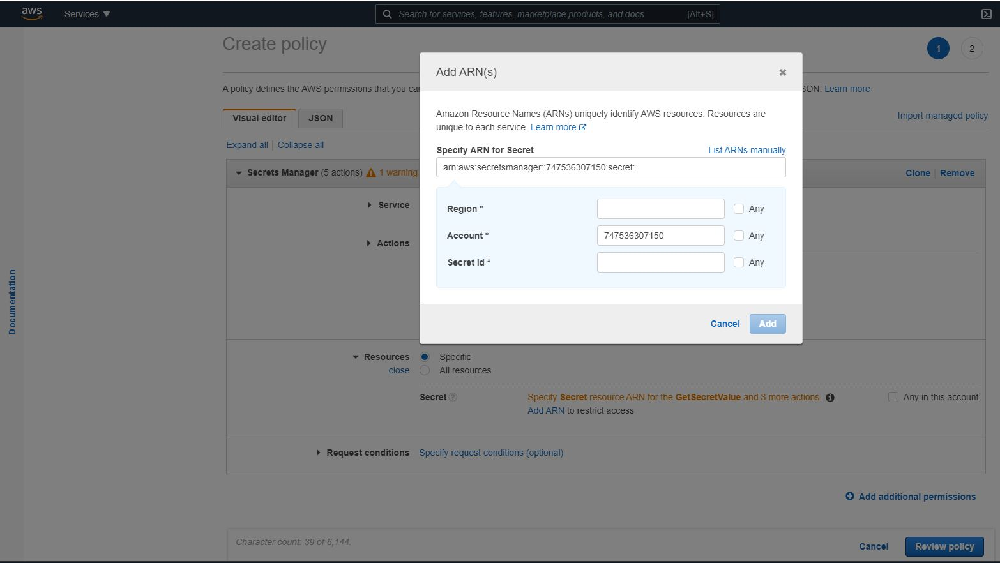 aws
Services
Search for services, features, marketplace products, and docs
[Alt+S]
Create policy
1
2
A policy defines the AWS permissions that you ca
SON. Learn more
Visual editor
JSON
Import managed policy
Expand all
Collapse all
Secrets Manager (5 actions)
1 warning
Clone
Remove
Service
Actions
Documentation
Add ARN(s)
Amazon Resource Names (ARNs) uniquely identify AWS resources. Resources are
unique to each service. Learn more
Specify ARN for Secret
List ARNs manually
arn:aws:secretsmanager::747536307150:secret:
Region *
Any
Account *
747536307150
Any
Secret id *
Any
Cancel
Add
Resources
close
Specific
All resources
Secret
Specify Secret resource ARN for the GetSecretValue and 3 more actions.
Any in this account
Add ARN to restrict access
Request conditions
Specify request conditions (optional)
Add additional permissions
Character count: 39 of 6,144.
Cancel
Review policy